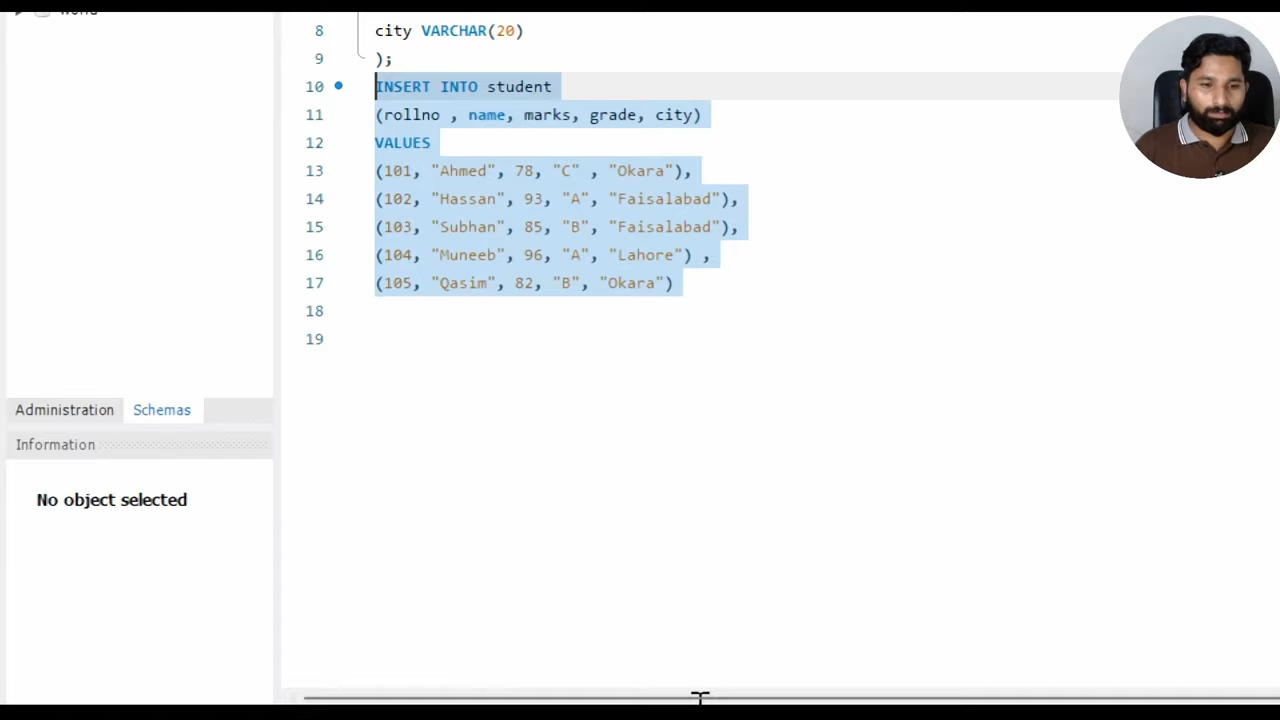 8 city VARCHAR(20)
9 );
10 INSERT INTO student
11 (rollno , name, marks, grade, city)
12 VALUES
13 (101, "Ahmed", 78, "C" , "Okara"),
14 (102, "Hassan", 93, "A", "Faisalabad"),
15 (103, "Subhan", 85, "B", "Faisalabad"),
16 (104, "Muneeb", 96, "A", "Lahore") ,
17 (105, "Qasim", 82, "B", "Okara")
18
19
Administration Schemas
Information
No object selected